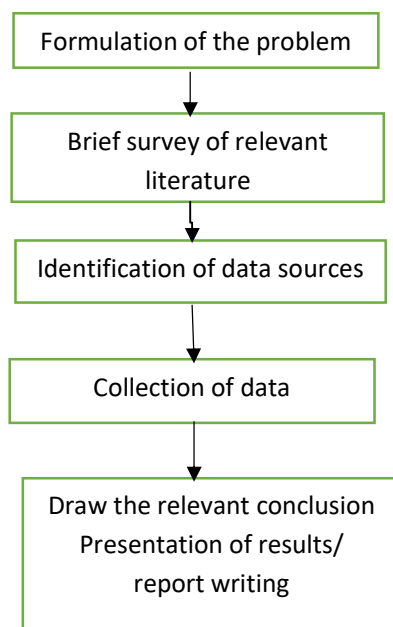 Formulation of the problem
Brief survey of relevant
literature
Identification of data sources
Collection of data
Draw the relevant conclusion
Presentation of results/
report writing